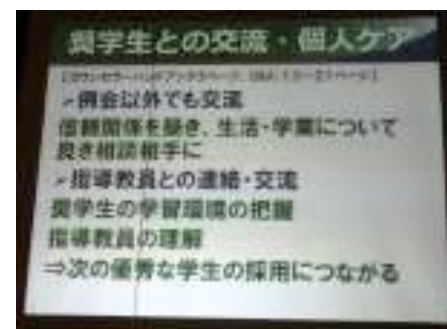 奨学生との交流・個人ケア
➢例会以外でも交流
信頼関係を築き、生活・学業について
良き相談相手に
➢指導教員との連絡・交流
奨学生の学習環境の把握
指導教員の理解
⇒次の優秀な学生の採用につながる